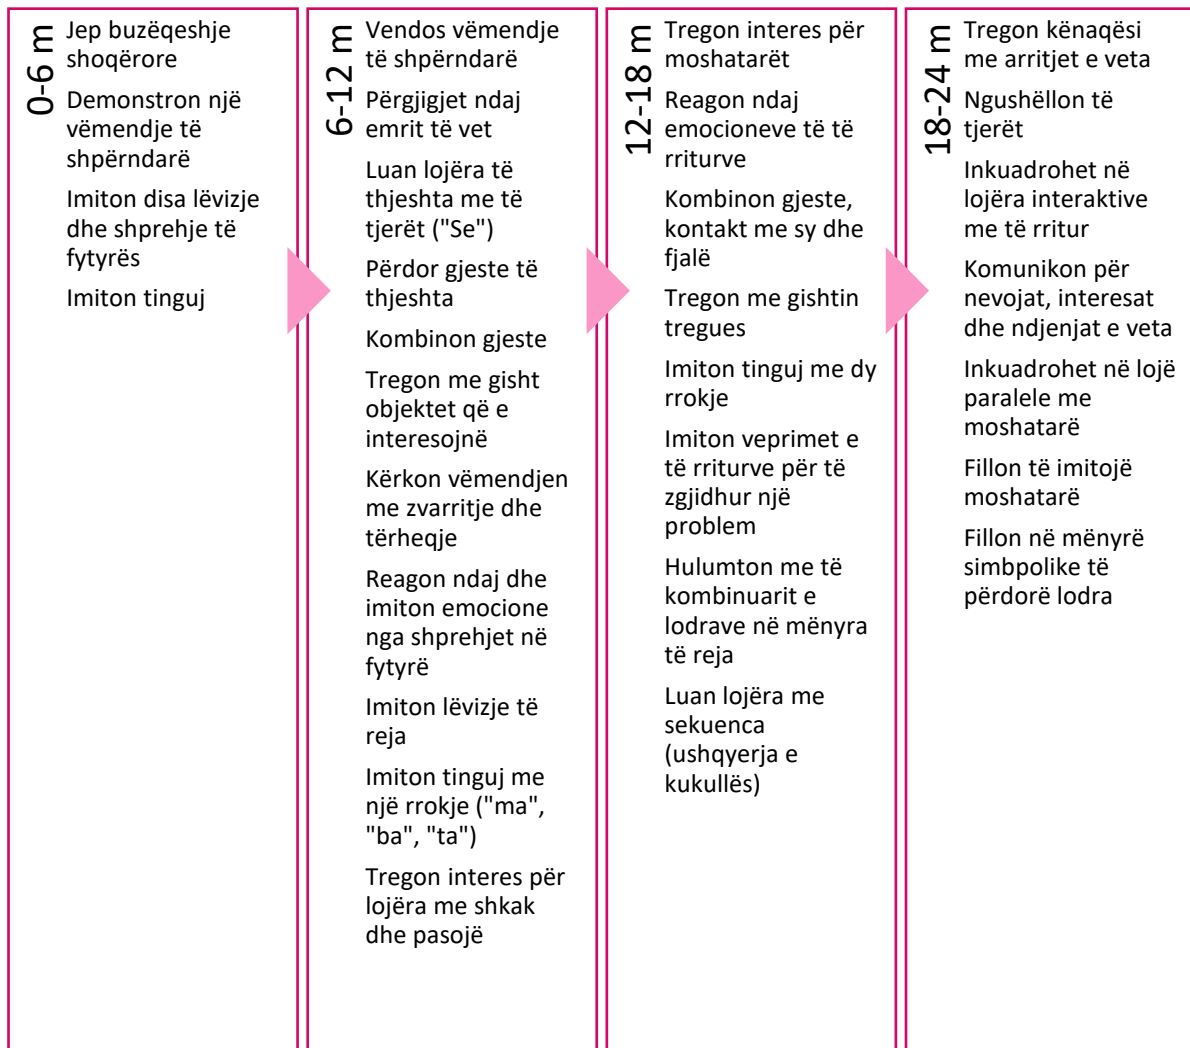 0-6 m
Jep buzëqeshje
shoqërore
Demonstron një
vëmendje të
shpërndarë
Imiton disa lëvizje
dhe shprehje të
fytyrës
Imiton tinguj
6-12 m
Vendos vëmendje
të shpërndarë
Përgjigjet ndaj
emrit të vet
Luan lojëra të
thjeshta me të
tjerët ("Se")
Përdor gjeste të
thjeshta
Kombinon gjeste
Tregon me gisht
objektet që e
interesojnë
Kërkon vëmendjen
me zvarritje dhe
tërheqje
Reagon ndaj dhe
imiton emocione
nga shprehjet në
fytyrë
Imiton lëvizje të
reja
Imiton tinguj me
një rrokje ("ma",
"ba", "ta")
Tregon interes për
lojëra me shkak
dhe pasojë
12-18 m
Tregon interes për
moshatarët
Reagon ndaj
emocioneve të të
rriturve
Kombinon gjeste,
kontakt me sy dhe
fjalë
Tregon me gishtin
tregues
Imiton tinguj me dy
rrokje
Imiton veprimet e
të rriturve për të
zgjidhur një
problem
Hulumton me të
kombinuarit e
lodrave në mënyra
të reja
Luan lojëra me
sekuenca
(ushqyerja e
kukullës)
18-24 m
Tregon kënaqësi
me arritjet e veta
Ngushëllon të
tjerët
Inkuadrohet në
lojëra interaktive
me të rritur
Komunikon për
nevojat, interesat
dhe ndjenjat e veta
Inkuadrohet në lojë
paralele me
moshatarë
Fillon të imitojë
moshatarë
Fillon në mënyrë
simbpolike të
përdorë lodra